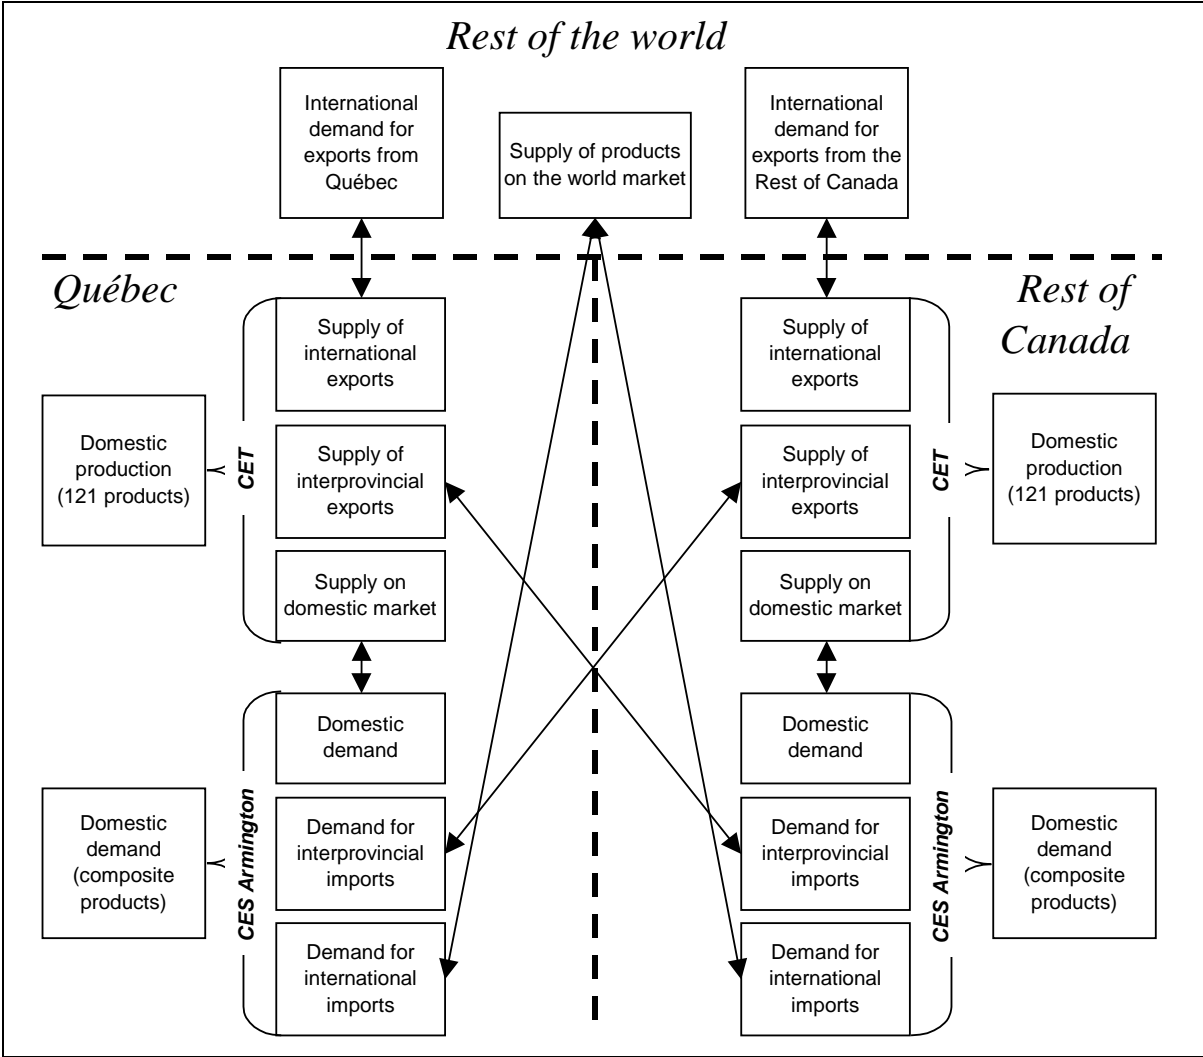 Rest of the world
International
demand for
exports from
Québec
Supply of products
on the world market
International
demand for
exports from the
Rest of Canada
Québec
Rest of
Canada
Domestic
production
(121 products)
CET
Supply of
international
exports
Supply of
interprovincial
exports
Supply on
domestic market
Supply of
international
exports
Supply of
interprovincial
exports
Supply on
domestic market
CET
Domestic
production
(121 products)
Domestic
demand
(composite
products)
CES Armington
Domestic
demand
Demand for
interprovincial
imports
Demand for
international
imports
Domestic
demand
Demand for
interprovincial
imports
Demand for
international
imports
CES Armington
Domestic
demand
(composite
products)